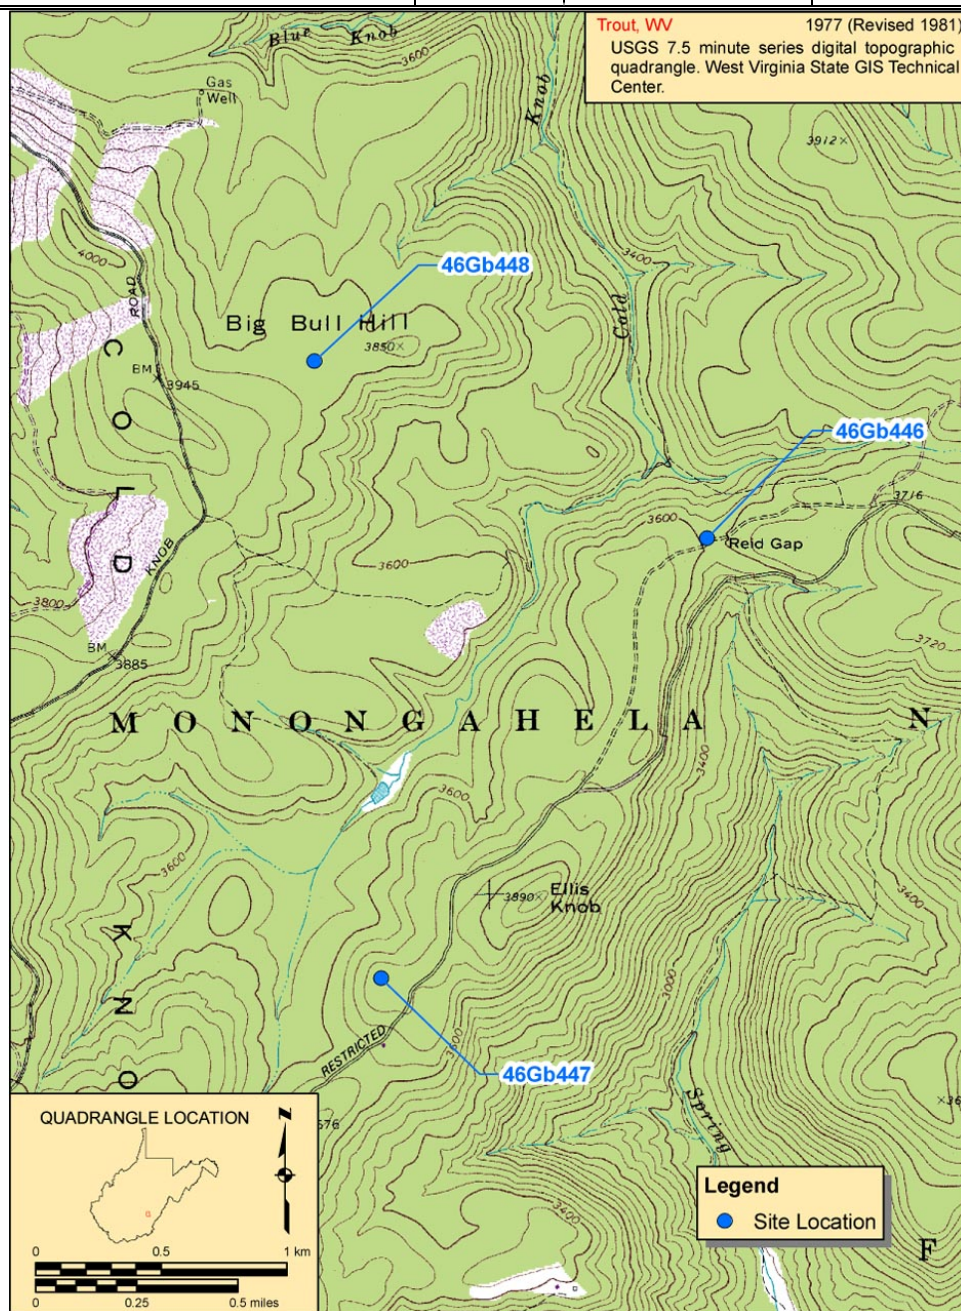 Trout, WV 1977 (Revised 1981)
USGS 7.5 minute series digital topographic
quadrangle. West Virginia State GIS Technical
Center.
Blue Knob
3600
Gas
Well
Knob
3912
4000
3400
46Gb448
ROAD
Cold
Big Bull Hill
3850
BM
3945
46Gb446
3716
3600
Reid Gap
KNOB
3600
3800
BM
3885
3720
MONONGAHELA N
3400
3600
3600
3890
Ellis
Knob
3400
3000
COLD KNO
3600
RESTRICTED
46Gb447
Spring
QUADRANGLE LOCATION
N
676
3400
Legend
Site Location
F
0 0.5 1 km
0.25 0.5 miles
0